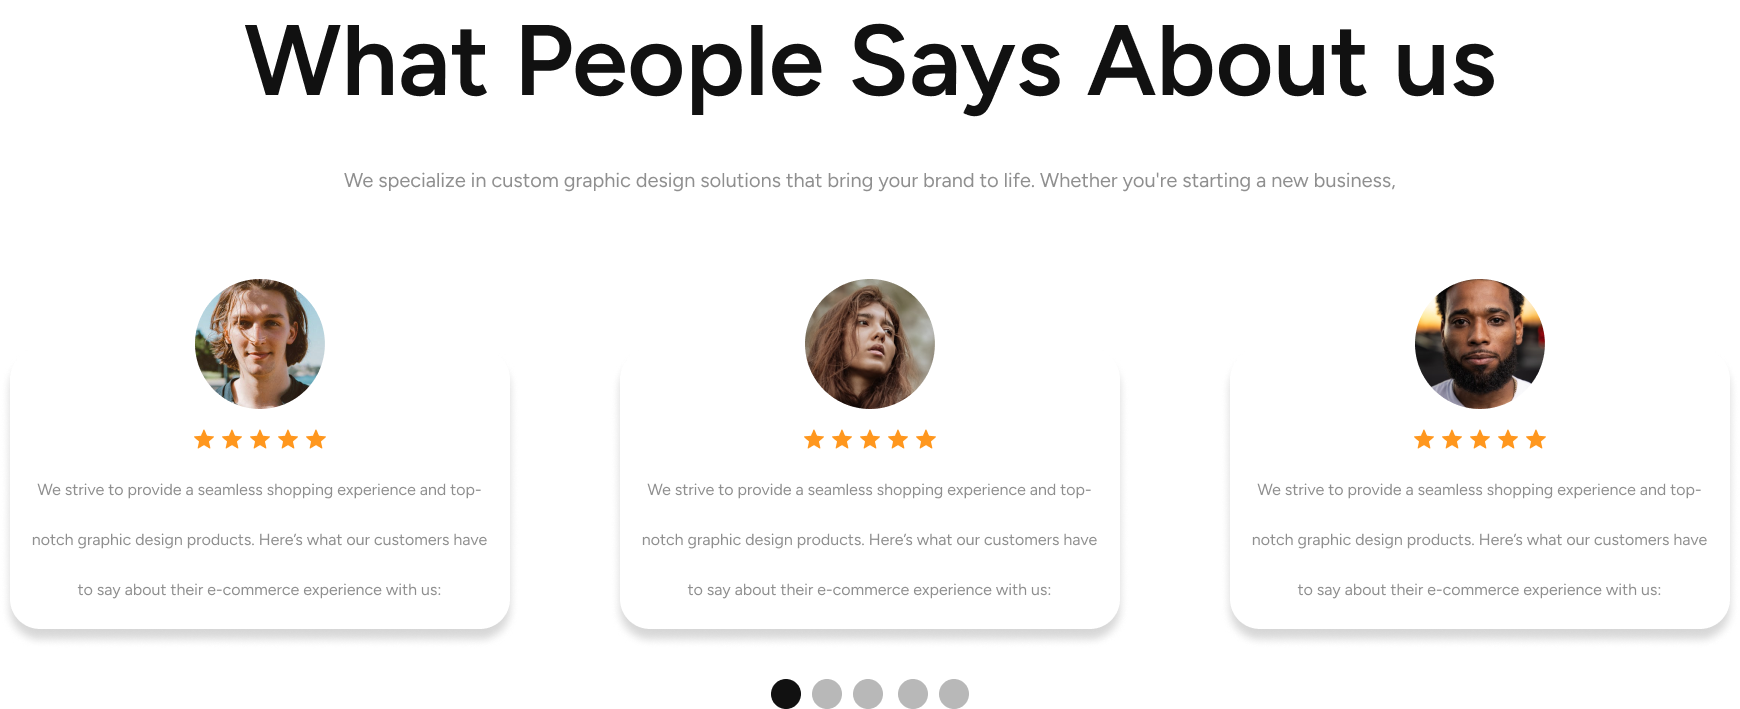 What People Says About us
We specialize in custom graphic design solutions that bring your brand to life. Whether you're starting a new business,
We strive to provide a seamless shopping experience and top-
notch graphic design products. Here's what our customers have
to say about their e-commerce experience with us:
We strive to provide a seamless shopping experience and top-
notch graphic design products. Here's what our customers have
to say about their e-commerce experience with us:
We strive to provide a seamless shopping experience and top-
notch graphic design products. Here's what our customers have
to say about their e-commerce experience with us: